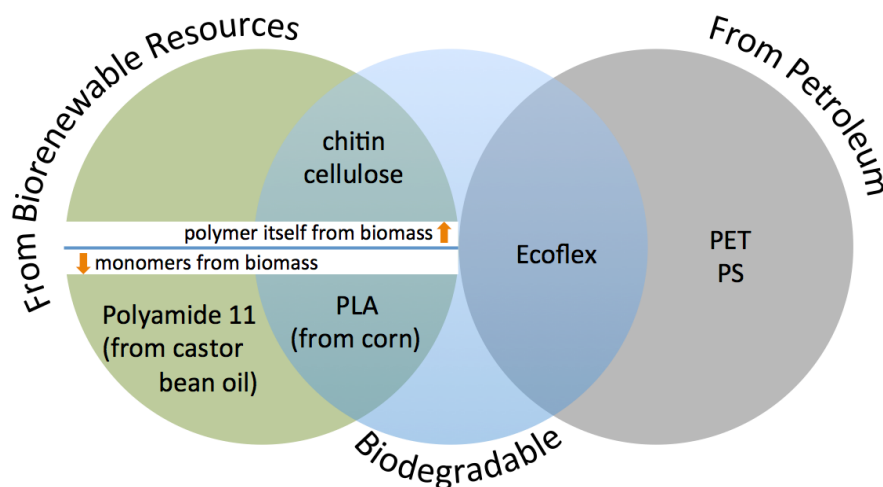 From Biorenewable Resources
From Petroleum
chitin
cellulose
polymer itself from biomass
monomers from biomass
Ecoflex
PET
PS
Polyamide 11
(from castor
bean oil)
PLA
(from corn)
Biodegradable